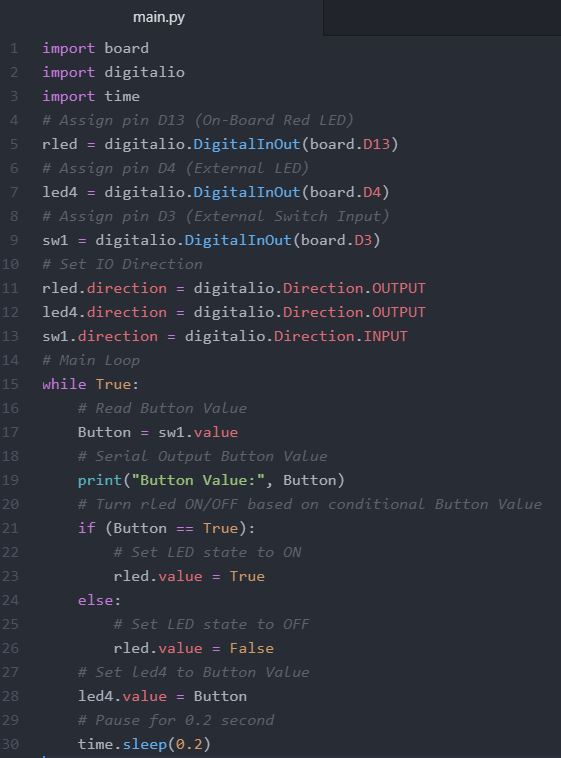 main.py
1 import board
2 import digitalio
3 import time
4 # Assign pin D13 (On-Board Red LED)
5 rled = digitalio.DigitalInOut(board.D13)
6 # Assign pin D4 (External LED)
7 led4 = digitalio.DigitalInOut(board.D4)
8 # Assign pin D3 (External Switch Input)
9 sw1 = digitalio.DigitalInOut(board.D3)
10 # Set IO Direction
11 rled.direction = digitalio.Direction.OUTPUT
12 led4.direction = digitalio.Direction.OUTPUT
13 sw1.direction = digitalio.Direction.INPUT
14 # Main Loop
15 while True:
16     # Read Button Value
17     Button = sw1.value
18     # Serial Output Button Value
19     print("Button Value:", Button)
20     # Turn rled ON/OFF based on conditional Button Value
21     if (Button == True):
22         # Set LED state to ON
23         rled.value = True
24     else:
25         # Set LED state to OFF
26         rled.value = False
27     # Set led4 to Button Value
28     led4.value = Button
29     # Pause for 0.2 second
30     time.sleep(0.2)